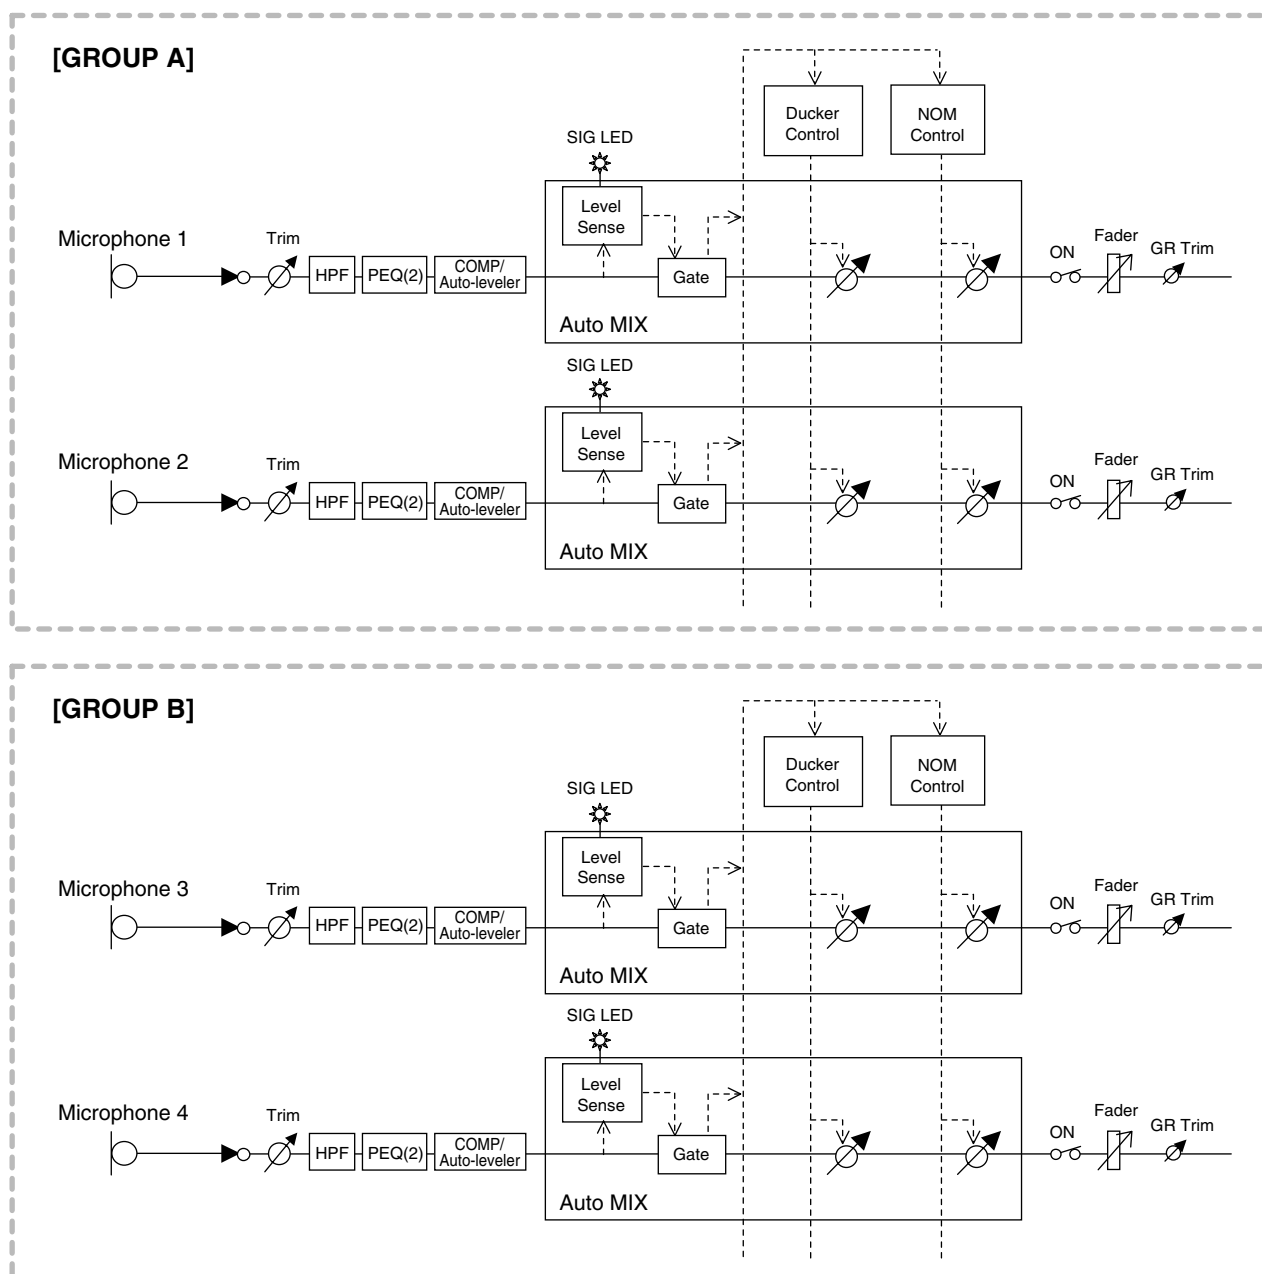 [GROUP A]
Ducker
Control
NOM
Control
SIG LED
Level
Sense
Microphone 1
Trim
HPF
PEQ(2)
COMP/
Auto-leveler
Gate
ON
Fader
GR Trim
Auto MIX
SIG LED
Level
Sense
Microphone 2
Trim
HPF
PEQ(2)
COMP/
Auto-leveler
Gate
ON
Fader
GR Trim
Auto MIX
[GROUP B]
Ducker
Control
NOM
Control
SIG LED
Level
Sense
Microphone 3
Trim
HPF
PEQ(2)
COMP/
Auto-leveler
Gate
ON
Fader
GR Trim
Auto MIX
SIG LED
Level
Sense
Microphone 4
Trim
HPF
PEQ(2)
COMP/
Auto-leveler
Gate
ON
Fader
GR Trim
Auto MIX